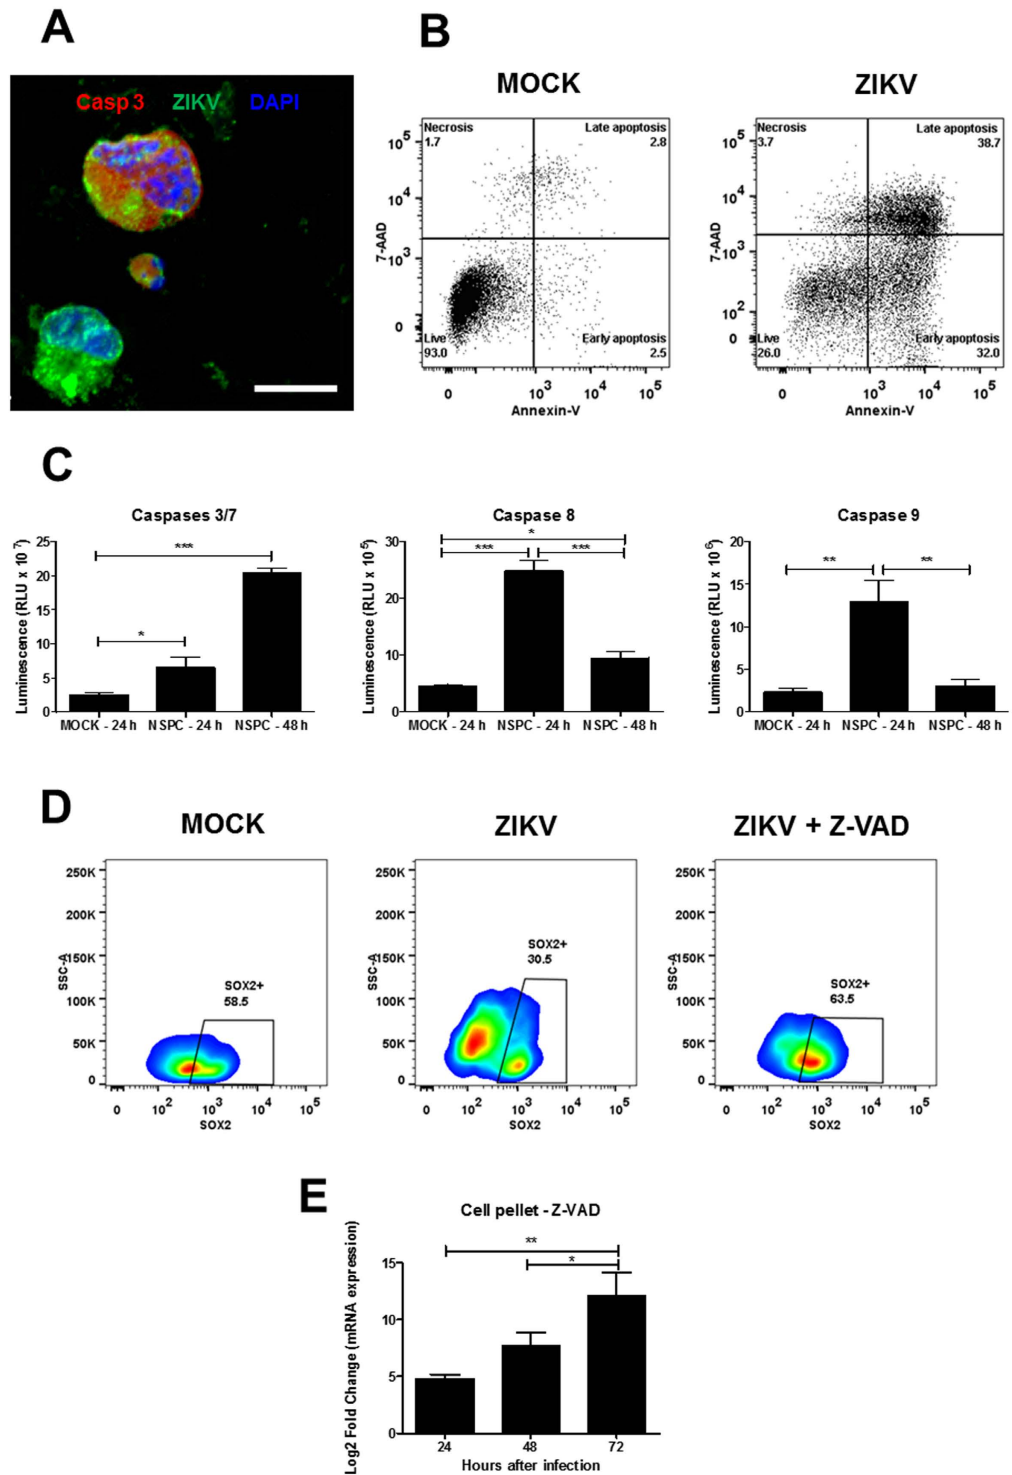 A
Casp 3 ZIKV DAPI
B
MOCK
Necrosis
1.7
Late apoptosis
2.8
Live
93.0
Early apoptosis
2.5
7-AAD
10^5
10^4
10^3
0
0 10^3 10^4 10^5
Annexin-V
ZIKV
Necrosis
3.7
Late apoptosis
38.7
Live
26.0
Early apoptosis
32.0
7-AAD
10^5
10^4
10^3
10^2
0
0 10^3 10^4 10^5
Annexin-V
C
Caspases 3/7
Luminescence (RLU x 10^7)
25
20
15
10
5
0
***
*
MOCK - 24 h NSPC - 24 h NSPC - 48 h
Caspase 8
Luminescence (RLU x 10^5)
30
20
10
0
*
*** ***
MOCK - 24 h NSPC - 24 h NSPC - 48 h
Caspase 9
Luminescence (RLU x 10^6)
20
15
10
5
0
** **
MOCK - 24 h NSPC - 24 h NSPC - 48 h
D
MOCK
SSC-A
250K
200K
150K
100K
50K
0
SOX2+
58.5
0 10^2 10^3 10^4 10^5
SOX2
ZIKV
SSC-A
250K
200K
150K
100K
50K
0
SOX2+
30.5
0 10^2 10^3 10^4 10^5
SOX2
ZIKV + Z-VAD
SSC-A
250K
200K
150K
100K
50K
0
SOX2+
63.5
0 10^2 10^3 10^4 10^5
SOX2
E
Cell pellet - Z-VAD
Log2 Fold Change (mRNA expression)
15
10
5
0
**
*
24 48 72
Hours after infection